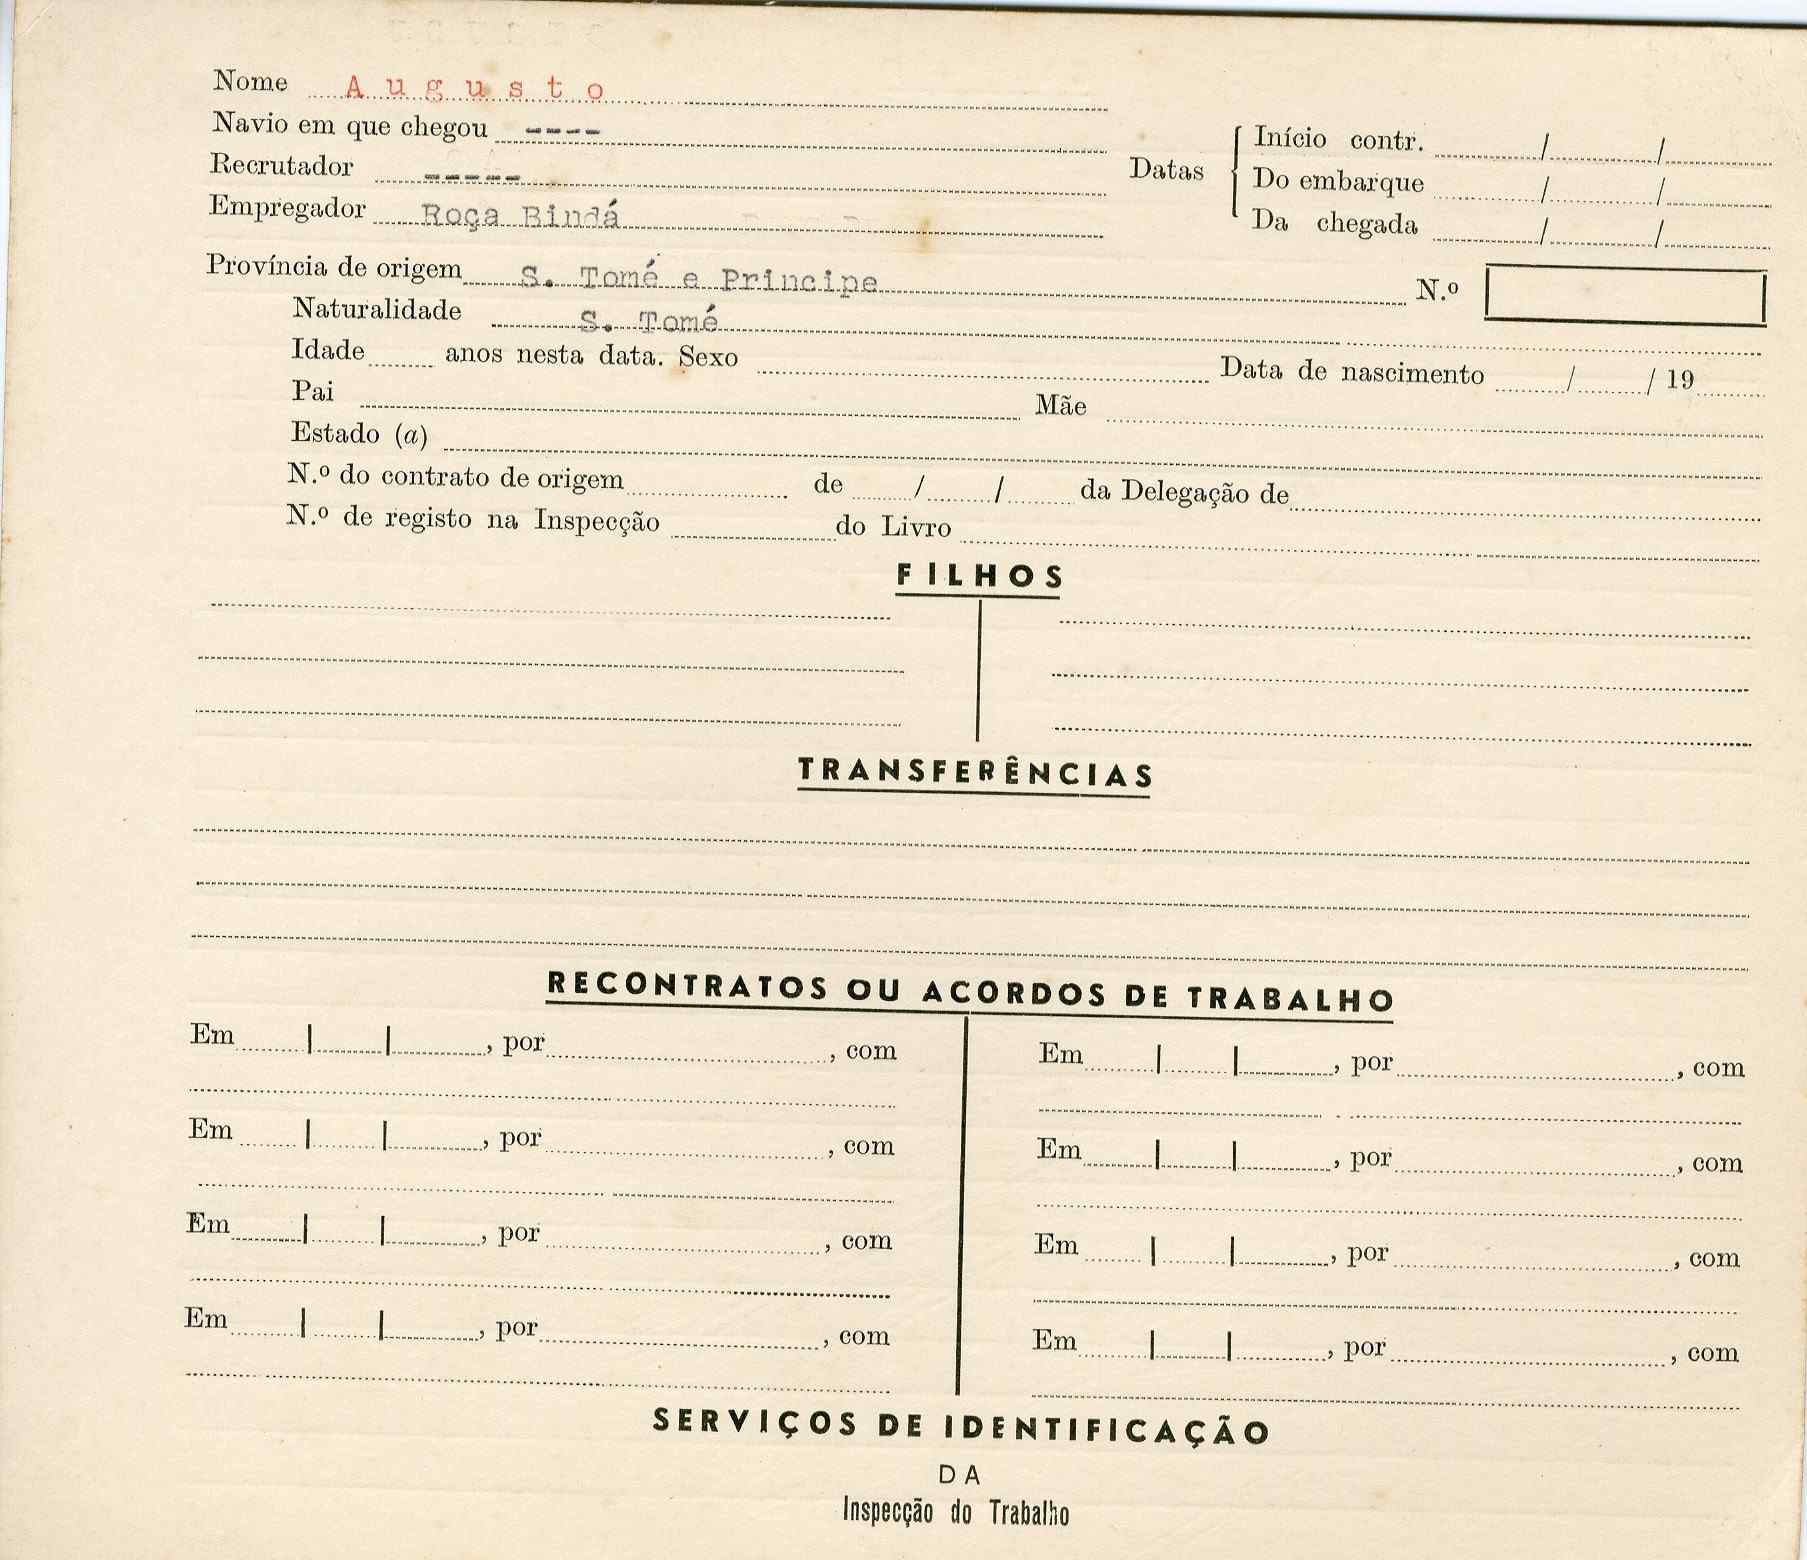 Nome A u g u s t o
Navio em que chegou ----
Recrutador -----
Empregador Roça Bindá
Datas
Início contr. / /
Do embarque / /
Da chegada / /
Província de origem S. Tomé e Principe N.º
Naturalidade S. Tomé
Idade anos nesta data. Sexo Data de nascimento / / 19
Pai Mãe
Estado (a)
N.º do contrato de origem de / / da Delegação de
N.º de registo na Inspecção do Livro
FILHOS
TRANSFERÊNCIAS
RECONTRATOS OU ACORDOS DE TRABALHO
Em | | , por , com
Em | | , por , com
Em | | , por , com
Em | | , por , com
Em | | , por , com
Em | | , por , com
Em | | , por , com
Em | | , por , com
SERVIÇOS DE IDENTIFICAÇÃO
DA
Inspecção do Trabalho